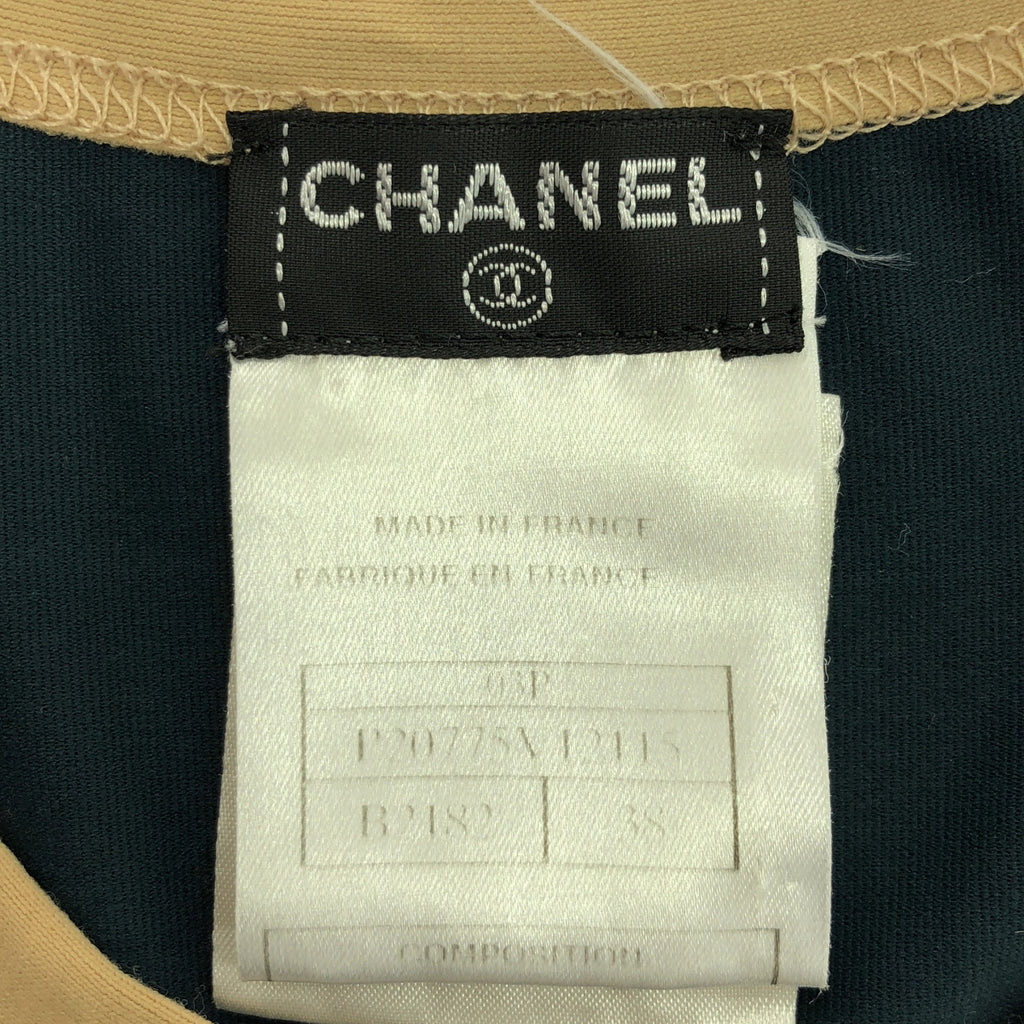 CHANEL
MADE IN FRANCE
FABRIQUE EN FRANCE
03P
P20775V12115
B2182 38
COMPOSITION